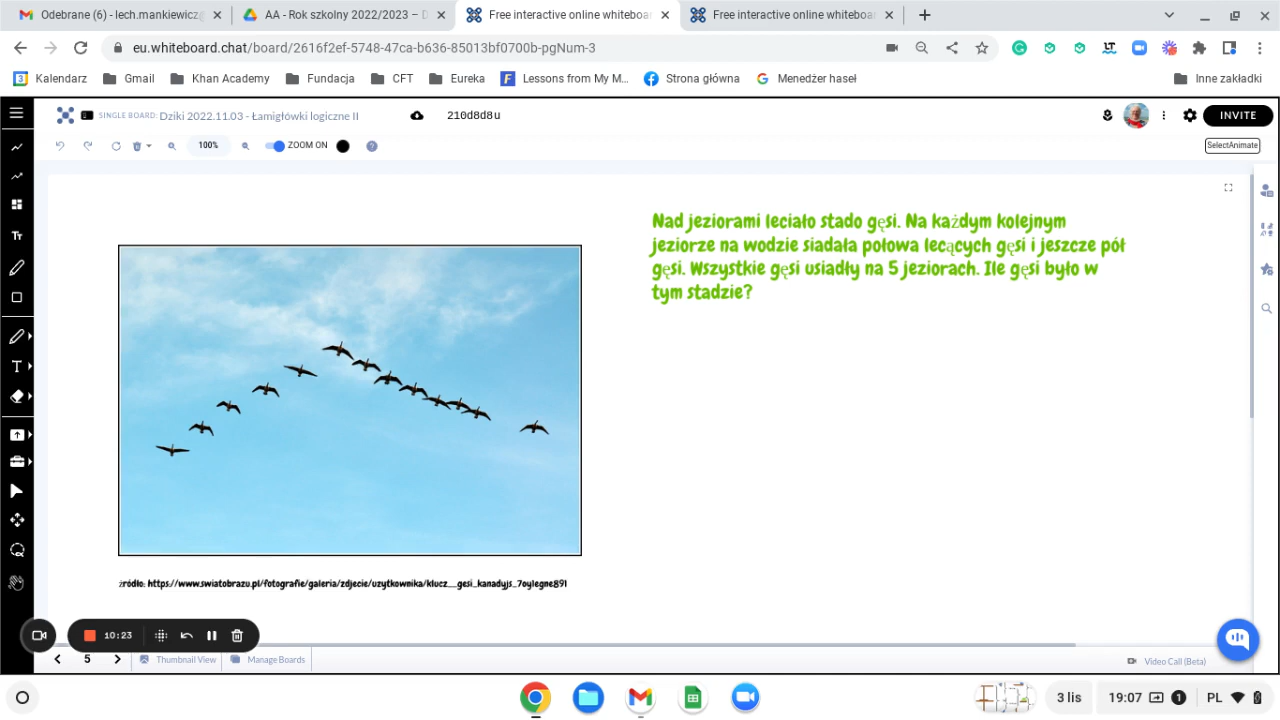 Odebrane (6) - lech.mankiewicz@
AA - Rok szkolny 2022/2023 – D
Free interactive online whiteboar
Free interactive online whiteboar
eu.whiteboard.chat/board/2616f2ef-5748-47ca-b636-85013bf0700b-pgNum-3
Kalendarz
Gmail
Khan Academy
Fundacja
CFT
Eureka
Lessons from My M...
Strona główna
Menedżer haseł
Inne zakładki
SINGLE BOARD: Dziki 2022.11.03 - Łamigłówki logiczne II
210d8d8u
INVITE
100%
ZOOM ON
SelectAnimate
Nad jeziorami leciało stado gęsi. Na każdym kolejnym
jeziorze na wodzie siadała połowa lecących gęsi i jeszcze pół
gęsi. Wszystkie gęsi usiadły na 5 jeziorach. Ile gęsi było w
tym stadzie?
źródło: https://www.swiatobrazu.pl/fotografie/galeria/zdjecie/uzytkownika/klucz__gesi_kanadyjs_7oylegne891
10:23
5
Thumbnail View
Manage Boards
Video Call (Beta)
3 lis
19:07
1
PL